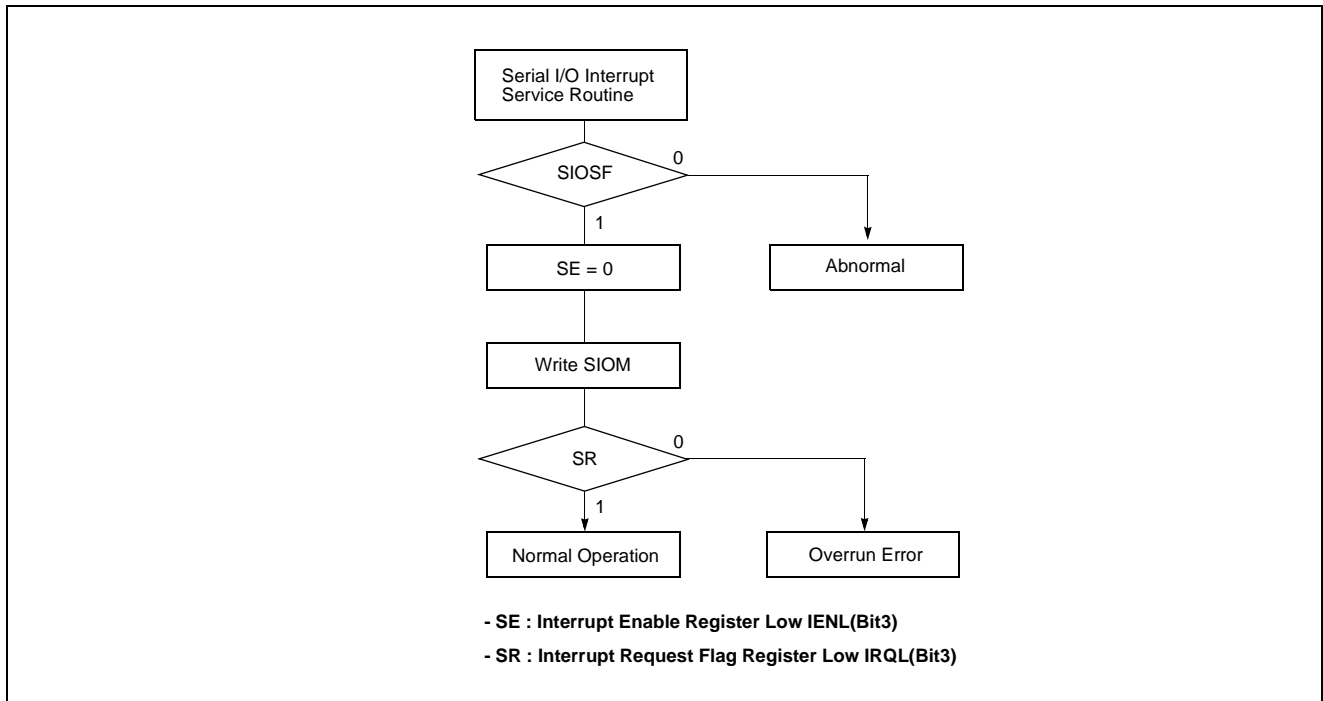 Serial I/O Interrupt
Service Routine
SIOSF
0
1
SE = 0
Abnormal
Write SIOM
SR
0
1
Normal Operation
Overrun Error
- SE : Interrupt Enable Register Low IENL(Bit3)
- SR : Interrupt Request Flag Register Low IRQL(Bit3)